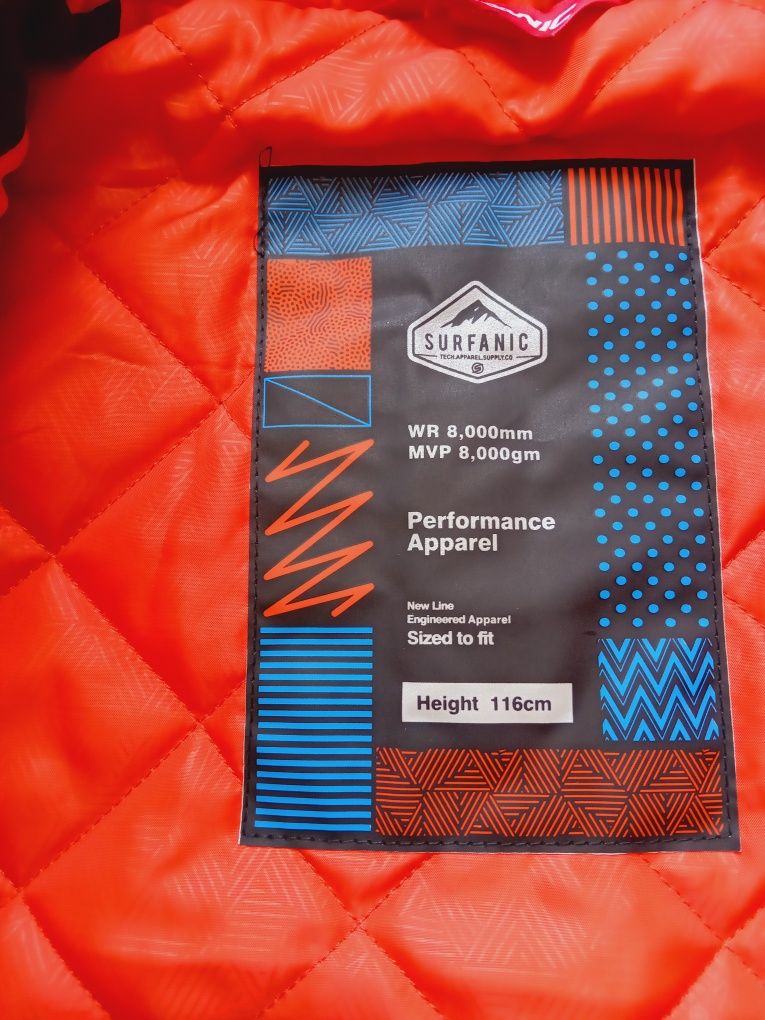 NIC
SURFANIC
TECH.APPAREL.SUPPLY.CO
WR 8,000mm
MVP 8,000gm
Performance
Apparel
New Line
Engineered Apparel
Sized to fit
Height 116cm